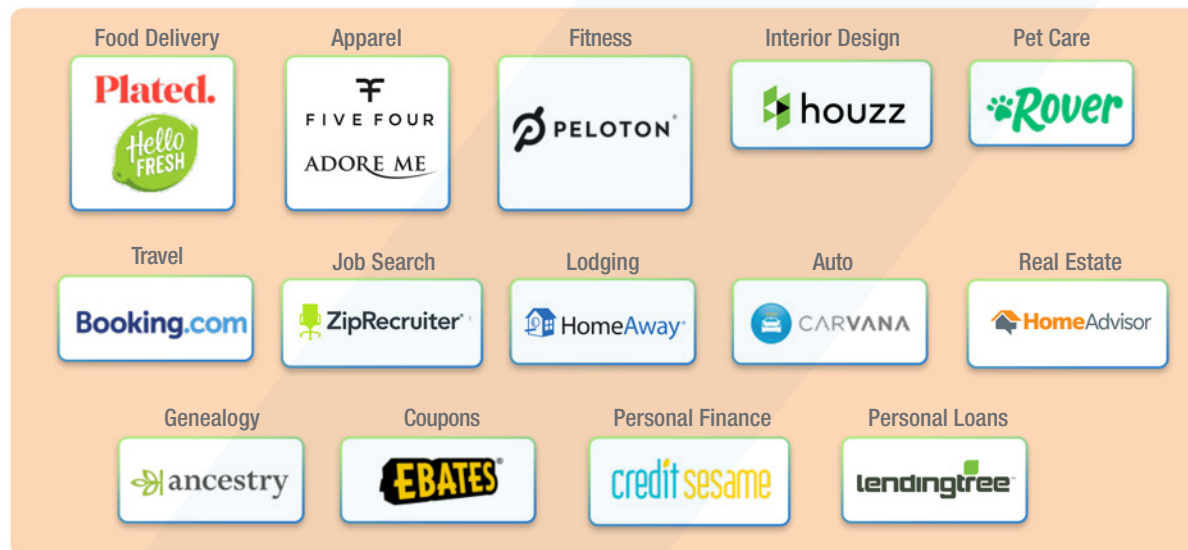 Food Delivery
Apparel
Fitness
Interior Design
Pet Care
Plated.
Hello
FRESH
FIVE FOUR
ADORE ME
PELOTON
houzz
Rover
Travel
Job Search
Lodging
Auto
Real Estate
Booking.com
ZipRecruiter
HomeAway
CARVANA
HomeAdvisor
Genealogy
Coupons
Personal Finance
Personal Loans
ancestry
EBATES
credit sesame
lendingtree